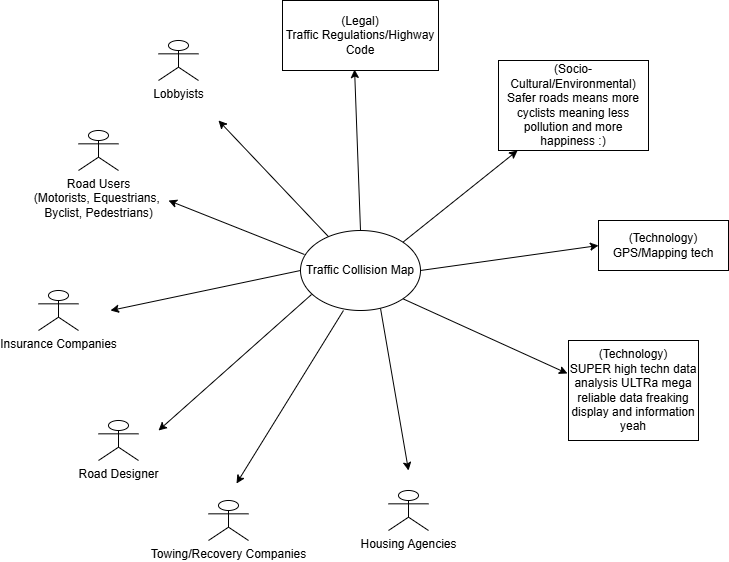 (Legal)
Traffic Regulations/Highway
Code
Lobbyists
(Socio-
Cultural/Environmental)
Safer roads means more
cyclists meaning less
pollution and more
happiness :)
Road Users
(Motorists, Equestrians,
Byclist, Pedestrians)
(Technology)
GPS/Mapping tech
Traffic Collision Map
Insurance Companies
(Technology)
SUPER high techn data
analysis ULTRa mega
reliable data freaking
display and information
yeah
Road Designer
Towing/Recovery Companies
Housing Agencies